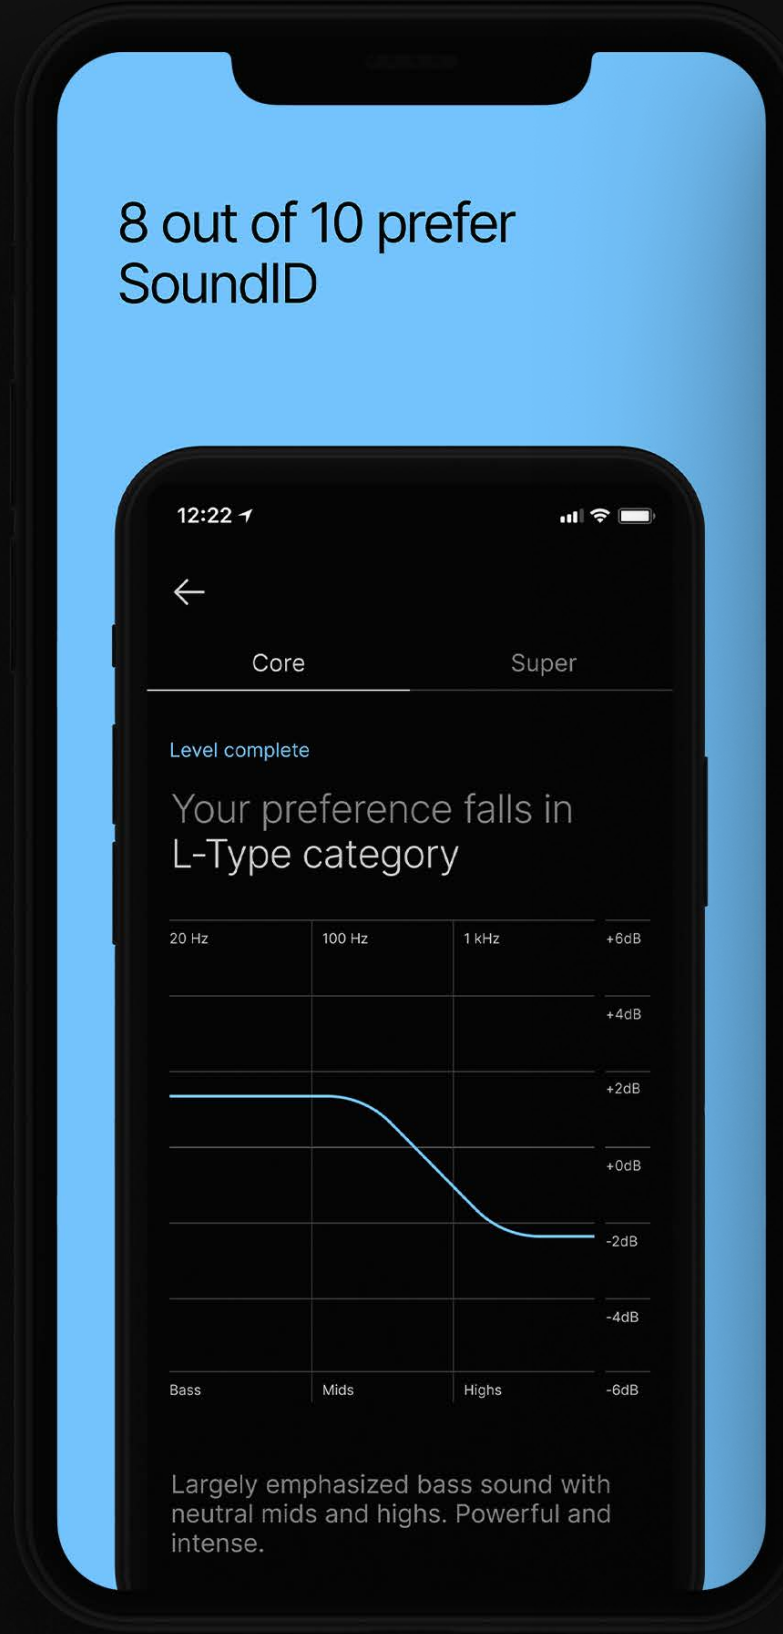 8 out of 10 prefer
SoundID
12:22
Core
Super
Level complete
Your preference falls in
L-Type category
20 Hz
100 Hz
1 kHz
+6dB
+4dB
+2dB
+0dB
-2dB
-4dB
Bass
Mids
Highs
-6dB
Largely emphasized bass sound with
neutral mids and highs. Powerful and
intense.